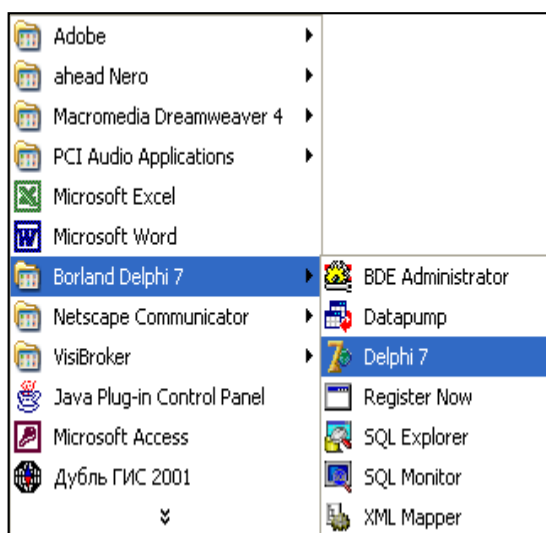 Adobe
ahead Nero
Macromedia Dreamweaver 4
PCI Audio Applications
Microsoft Excel
Microsoft Word
Borland Delphi 7
Netscape Communicator
VisiBroker
Java Plug-in Control Panel
Microsoft Access
Дубль ГИС 2001
BDE Administrator
Datapump
Delphi 7
Register Now
SQL Explorer
SQL Monitor
XML Mapper